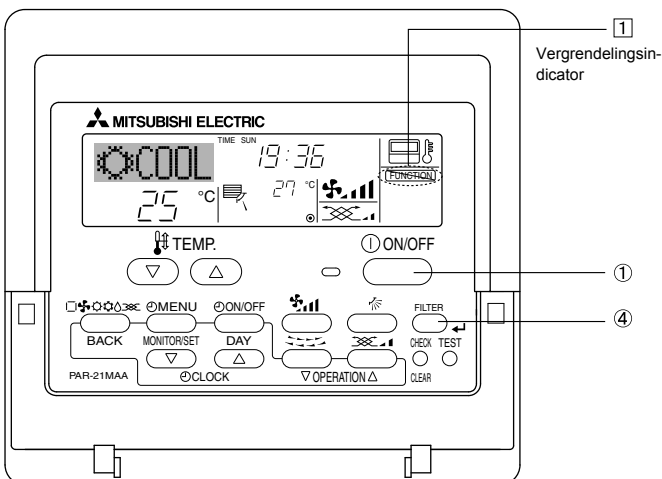 1
Vergrendelingsin-
dicator
MITSUBISHI ELECTRIC
TIME SUN
COOL 19:36
FUNCTION
25 °C 27 °C
TEMP. ON/OFF
①
MENU ON/OFF FILTER
④
BACK MONITOR/SET DAY CHECK TEST
PAR-21MAA CLOCK OPERATION CLEAR